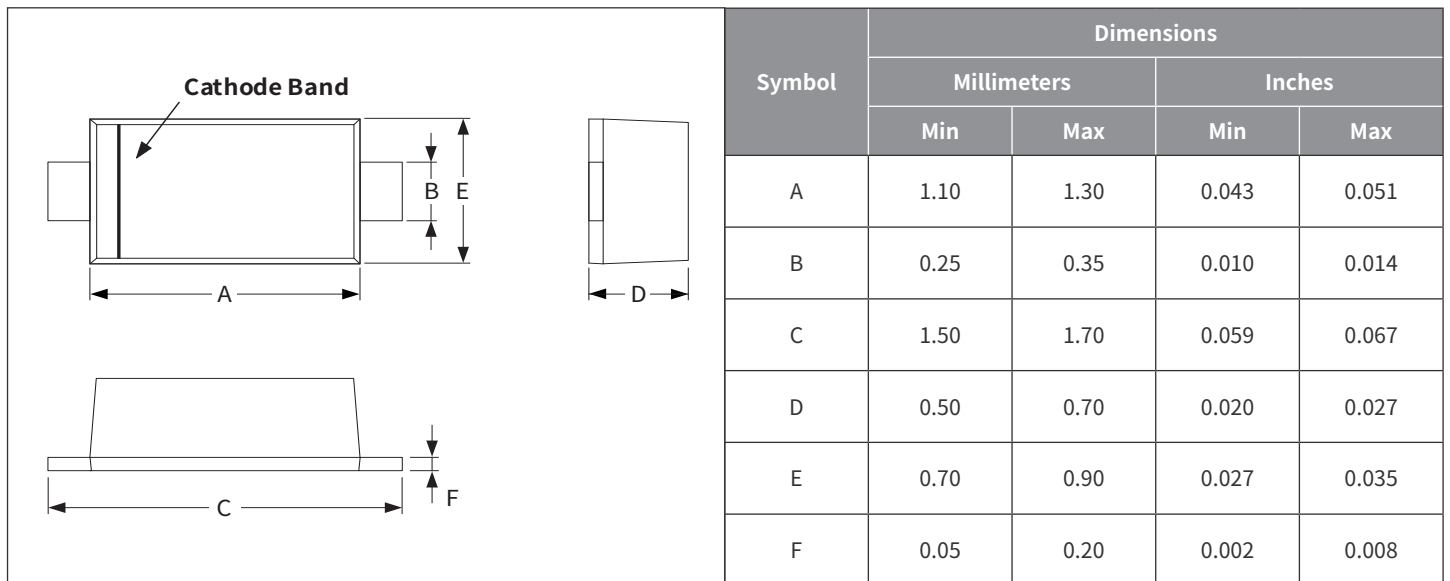 Cathode Band
B E
A
D
C
F
Symbol
Dimensions
Millimeters Inches
Min Max Min Max
A 1.10 1.30 0.043 0.051
B 0.25 0.35 0.010 0.014
C 1.50 1.70 0.059 0.067
D 0.50 0.70 0.020 0.027
E 0.70 0.90 0.027 0.035
F 0.05 0.20 0.002 0.008